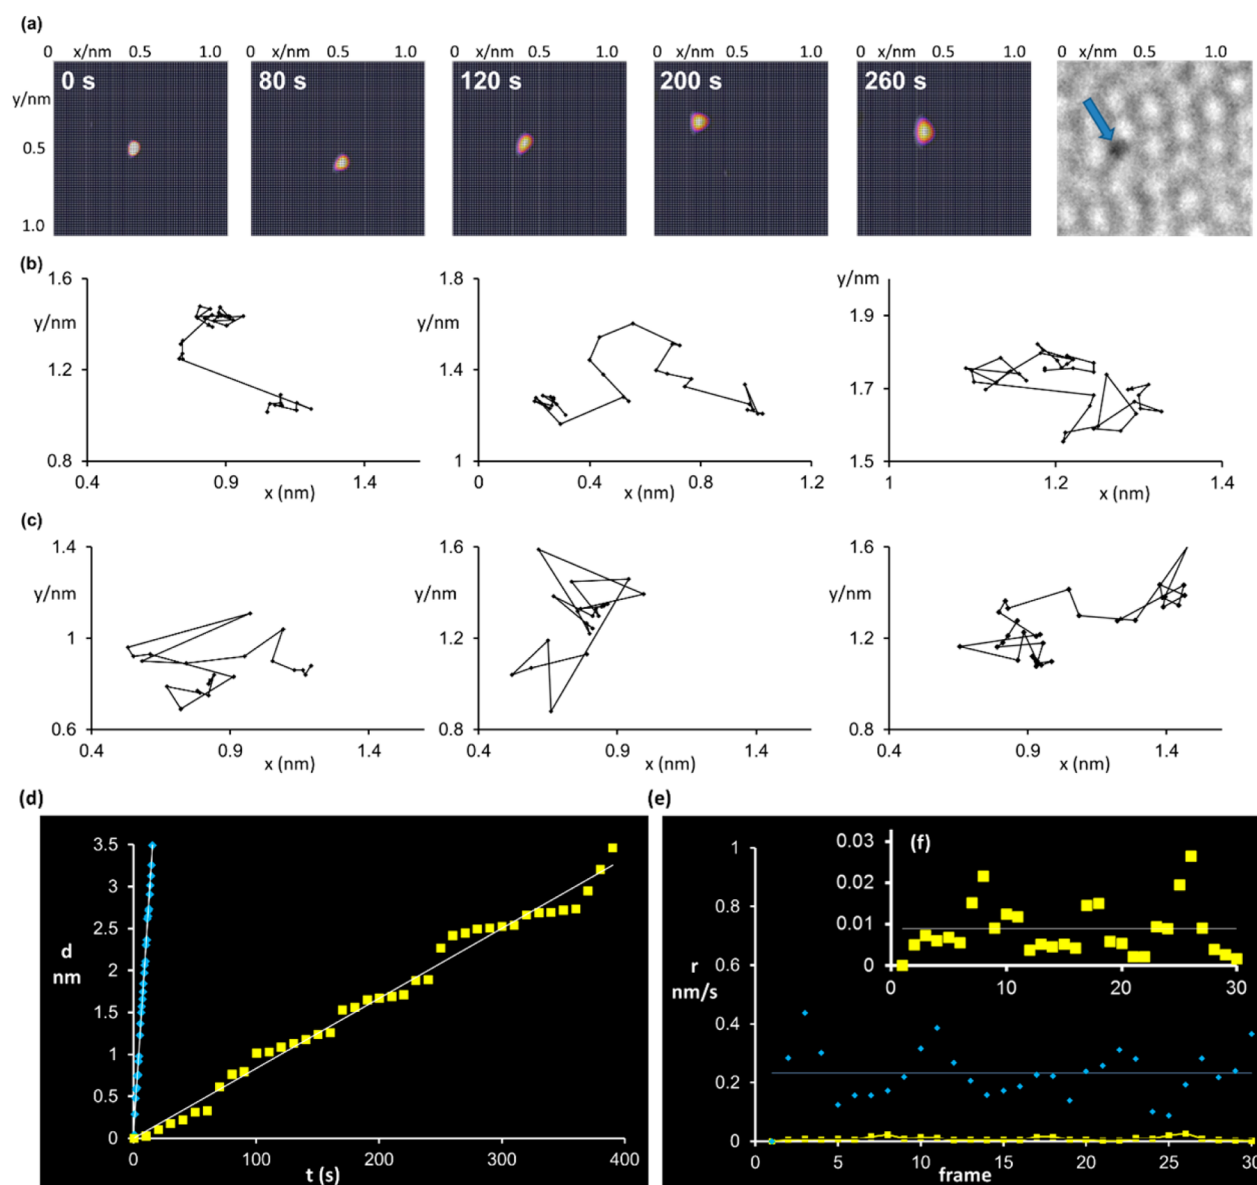 (a)
0 x/nm 0.5 1.0 0 x/nm 0.5 1.0 0 x/nm 0.5 1.0 0 x/nm 0.5 1.0 0 x/nm 0.5 1.0 0 x/nm 0.5 1.0
0 s 80 s 120 s 200 s 260 s
y/nm
0.5
1.0
(b)
1.6 1.8 y/nm
y/nm y/nm 1.9
1.2 1.4 1.7
0.8 1 1.5
0.4 0.9 1.4 0 0.4 0.8 1.2 1 1.2 1.4
x (nm) x (nm) x (nm)
(c)
1.4 1.6 1.6
y/nm y/nm y/nm
1 1.2 1.2
0.6 0.8 0.8
0.4 0.9 1.4 0.4 0.9 1.4 0.4 0.9 1.4
x (nm) x (nm) x (nm)
(d)
3.5
3
2.5
d
nm
2
1.5
1
0.5
0
0 100 200 300 400
t (s)
(e)
1
0.8
r
nm/s
0.6
0.4
0.2
0
0 5 10 15 20 25 30
frame
(f)
0.03
0.02
0.01
0
0 10 20 30